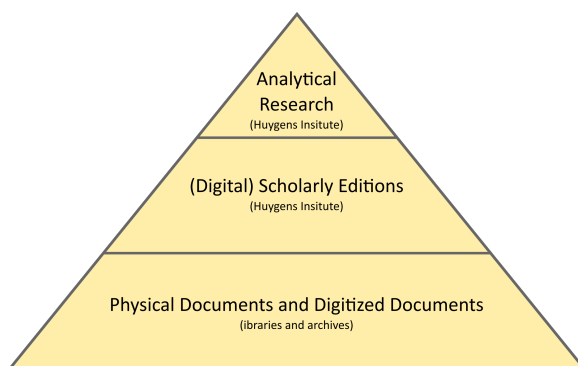 Analytical
Research
(Huygens Insitute)
(Digital) Scholarly Editions
(Huygens Insitute)
Physical Documents and Digitized Documents
(ibraries and archives)